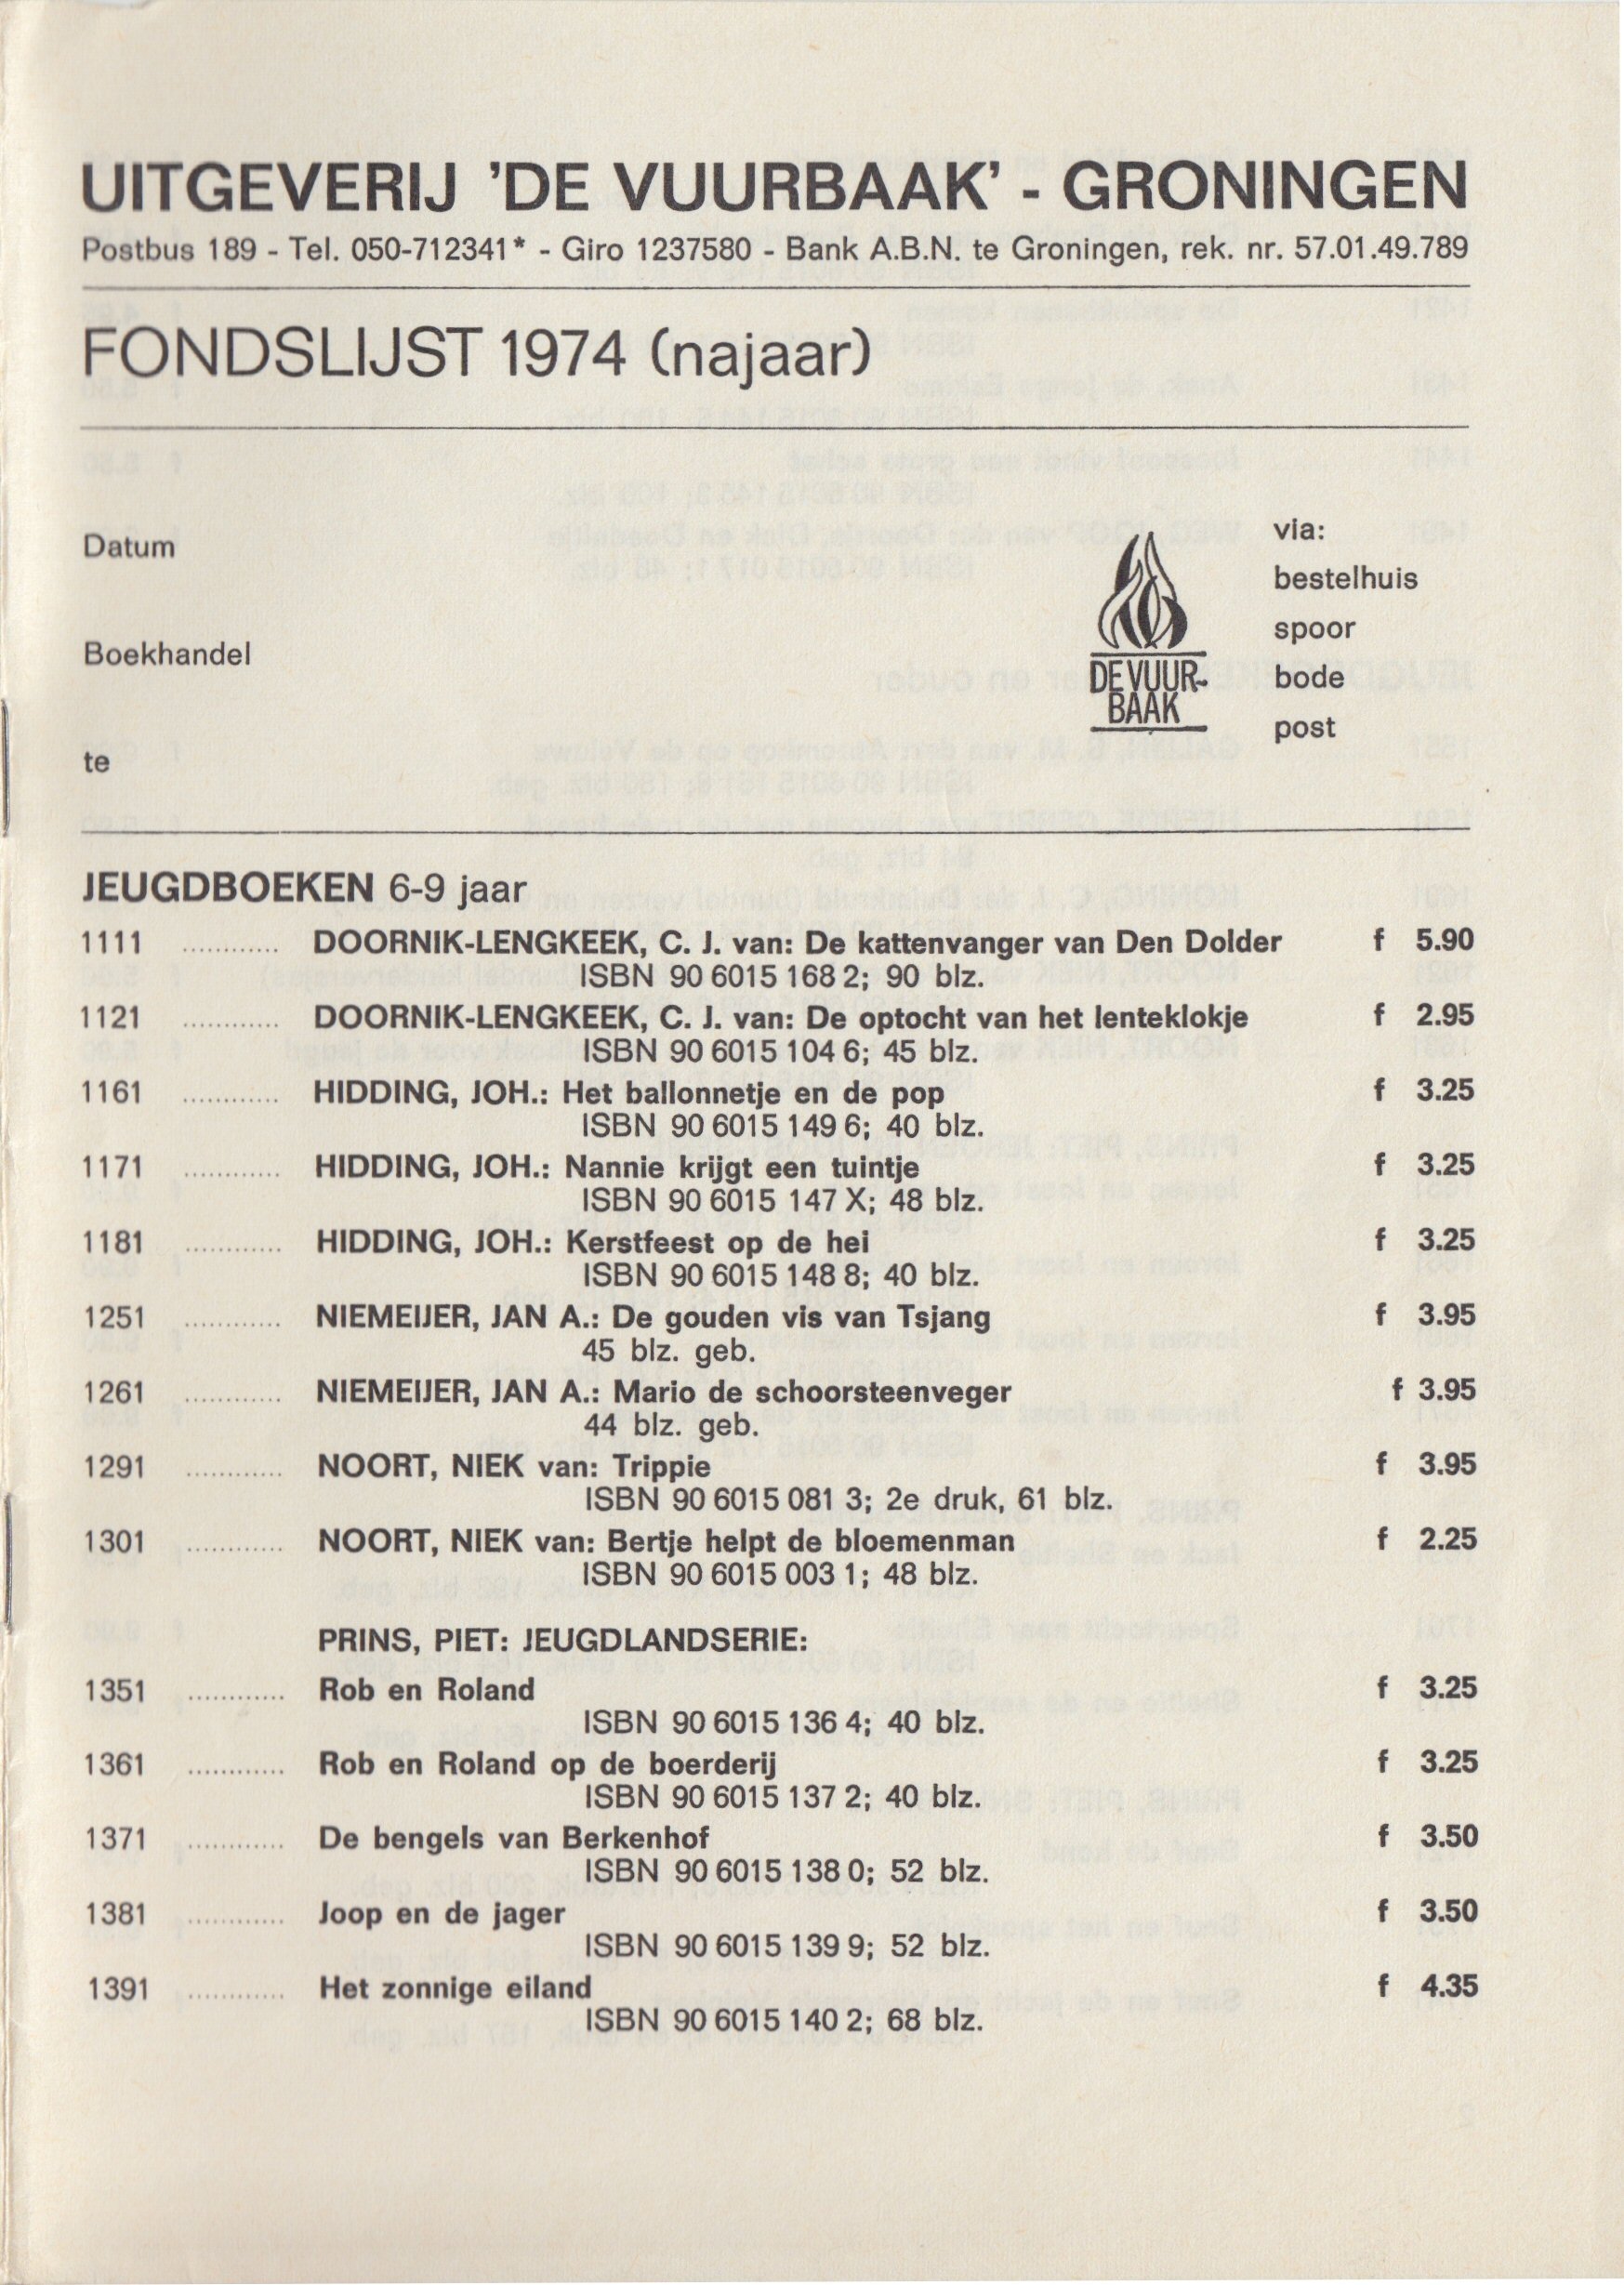 UITGEVERIJ 'DE VUURBAAK' - GRONINGEN
Postbus 189 - Tel. 050-712341* - Giro 1237580 - Bank A.B.N. te Groningen, rek. nr. 57.01.49.789
FONDSLIJST 1974 (najaar)
Datum
Boekhandel
te
DE VUUR-
BAAK
via:
bestelhuis
spoor
bode
post
JEUGDBOEKEN 6-9 jaar
1111 ............ DOORNIK-LENGKEEK, C. J. van: De kattenvanger van Den Dolder f 5.90
ISBN 90 6015 168 2; 90 blz.
1121 ............ DOORNIK-LENGKEEK, C. J. van: De optocht van het lenteklokje f 2.95
ISBN 90 6015 104 6; 45 blz.
1161 ............ HIDDING, JOH.: Het ballonnetje en de pop f 3.25
ISBN 90 6015 149 6; 40 blz.
1171 ............ HIDDING, JOH.: Nannie krijgt een tuintje f 3.25
ISBN 90 6015 147 X; 48 blz.
1181 ............ HIDDING, JOH.: Kerstfeest op de hei f 3.25
ISBN 90 6015 148 8; 40 blz.
1251 ............ NIEMEIJER, JAN A.: De gouden vis van Tsjang f 3.95
45 blz. geb.
1261 ............ NIEMEIJER, JAN A.: Mario de schoorsteenveger f 3.95
44 blz. geb.
1291 ............ NOORT, NIEK van: Trippie f 3.95
ISBN 90 6015 081 3; 2e druk, 61 blz.
1301 ............ NOORT, NIEK van: Bertje helpt de bloemenman f 2.25
ISBN 90 6015 003 1; 48 blz.
PRINS, PIET: JEUGDLANDSERIE:
1351 ............ Rob en Roland f 3.25
ISBN 90 6015 136 4; 40 blz.
1361 ............ Rob en Roland op de boerderij f 3.25
ISBN 90 6015 137 2; 40 blz.
1371 ............ De bengels van Berkenhof f 3.50
ISBN 90 6015 138 0; 52 blz.
1381 ............ Joop en de jager f 3.50
ISBN 90 6015 139 9; 52 blz.
1391 ............ Het zonnige eiland f 4.35
ISBN 90 6015 140 2; 68 blz.